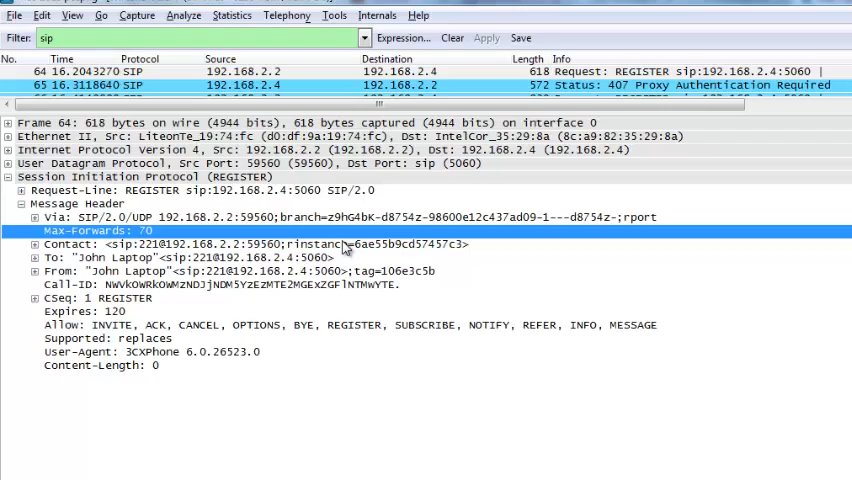 File Edit View Go Capture Analyze Statistics Telephony Tools Internals Help
Filter: sip Expression... Clear Apply Save
No. Time Protocol Source Destination Length Info
64 16.2043270 SIP 192.168.2.2 192.168.2.4 618 Request: REGISTER sip:192.168.2.4:5060 |
65 16.3118640 SIP 192.168.2.4 192.168.2.2 572 Status: 407 Proxy Authentication Required
Frame 64: 618 bytes on wire (4944 bits), 618 bytes captured (4944 bits) on interface 0
Ethernet II, Src: LiteonTe_19:74:fc (d0:df:9a:19:74:fc), Dst: IntelCor_35:29:8a (8c:a9:82:35:29:8a)
Internet Protocol Version 4, Src: 192.168.2.2 (192.168.2.2), Dst: 192.168.2.4 (192.168.2.4)
User Datagram Protocol, Src Port: 59560 (59560), Dst Port: sip (5060)
Session Initiation Protocol (REGISTER)
Request-Line: REGISTER sip:192.168.2.4:5060 SIP/2.0
Message Header
Via: SIP/2.0/UDP 192.168.2.2:59560;branch=z9hG4bK-d8754z-98600e12c437ad09-1---d8754z-;rport
Max-Forwards: 70
Contact: <sip:221@192.168.2.2:59560;rinstance=6ae55b9cd57457c3>
To: "John Laptop"<sip:221@192.168.2.4:5060>
From: "John Laptop"<sip:221@192.168.2.4:5060>;tag=106e3c5b
Call-ID:
CSeq: 1 REGISTER
Expires: 120
Allow: INVITE, ACK, CANCEL, OPTIONS, BYE, REGISTER, SUBSCRIBE, NOTIFY, REFER, INFO, MESSAGE
Supported: replaces
User-Agent: 3CXPhone 6.0.26523.0
Content-Length: 0